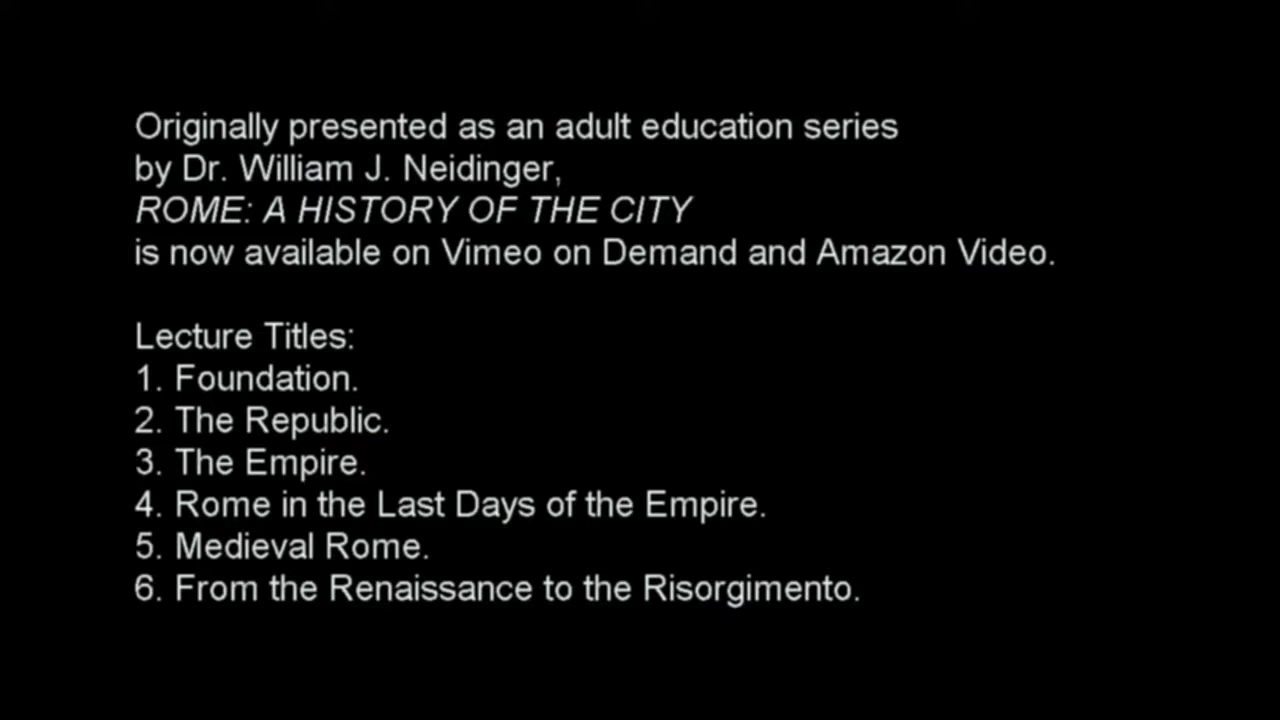 Originally presented as an adult education series
by Dr. William J. Neidinger,
ROME: A HISTORY OF THE CITY
is now available on Vimeo on Demand and Amazon Video.
Lecture Titles:
1. Foundation.
2. The Republic.
3. The Empire.
4. Rome in the Last Days of the Empire.
5. Medieval Rome.
6. From the Renaissance to the Risorgimento.